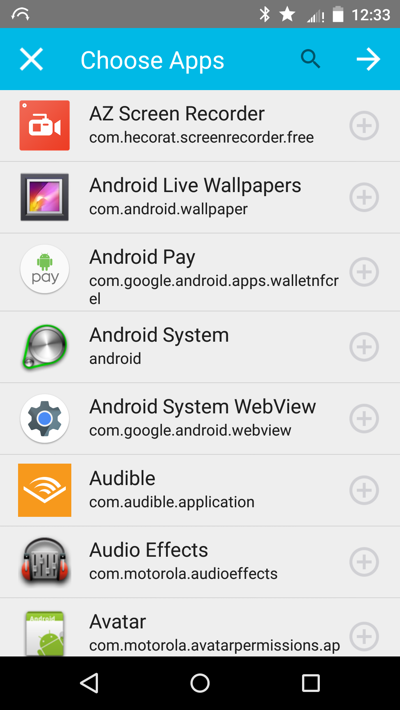 12:33
Choose Apps
AZ Screen Recorder
com.hecorat.screenrecorder.free
Android Live Wallpapers
com.android.wallpaper
Android Pay
com.google.android.apps.walletnfcr
el
pay
Android System
android
Android System WebView
com.google.android.webview
Audible
com.audible.application
Audio Effects
com.motorola.audioeffects
Avatar
com.motorola.avatarpermissions.ap
Android